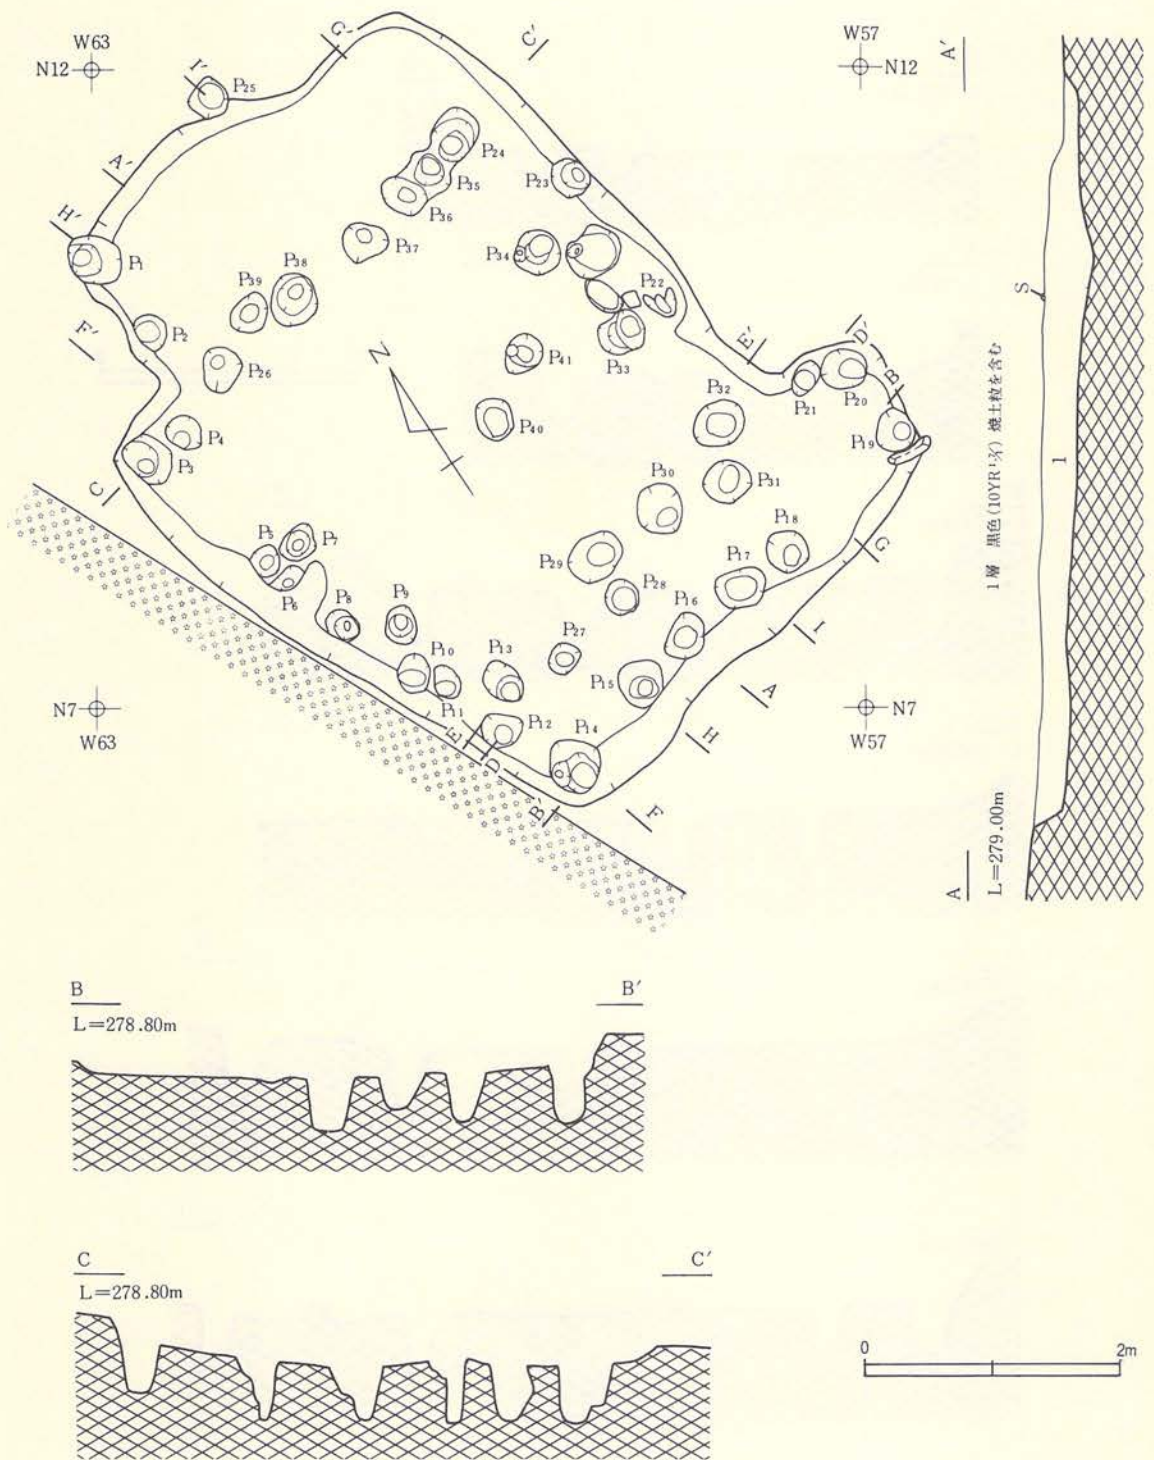 W63
N12
W57
N12
A′
G′
C′
I′
P25
A′
H′
P1
P24
P35
P36
P23
P37
P34
P38
P39
P22
P2
F′
P26
P33
E′
D′
B
P21
P20
P41
P32
P19
N
P40
P4
P3
P30
P31
C
P5
P7
P6
P29
P18
P17
G
P28
P8
P9
P16
I
P27
P10
P13
P15
A
P11
P12
P14
H
E
D
B′
F
N7
W63
N7
W57
S
1
1層 黒色(10YR1.7/1) 焼土粒を含む
A
L=279.00m
B
B′
L=278.80m
C
C′
L=278.80m
0
2m